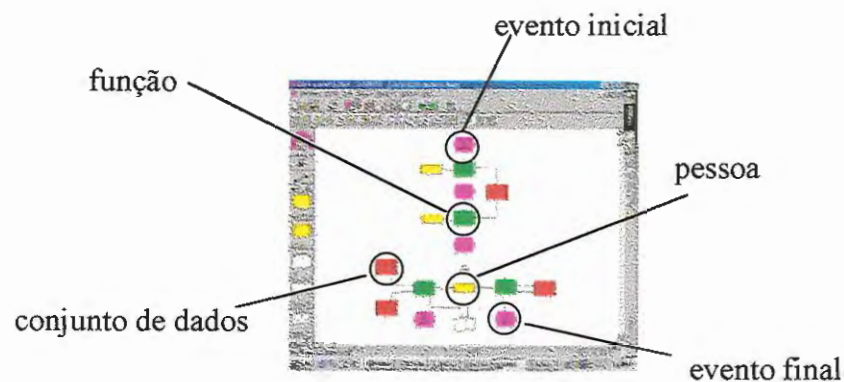 evento inicial
função
pessoa
conjunto de dados
evento final